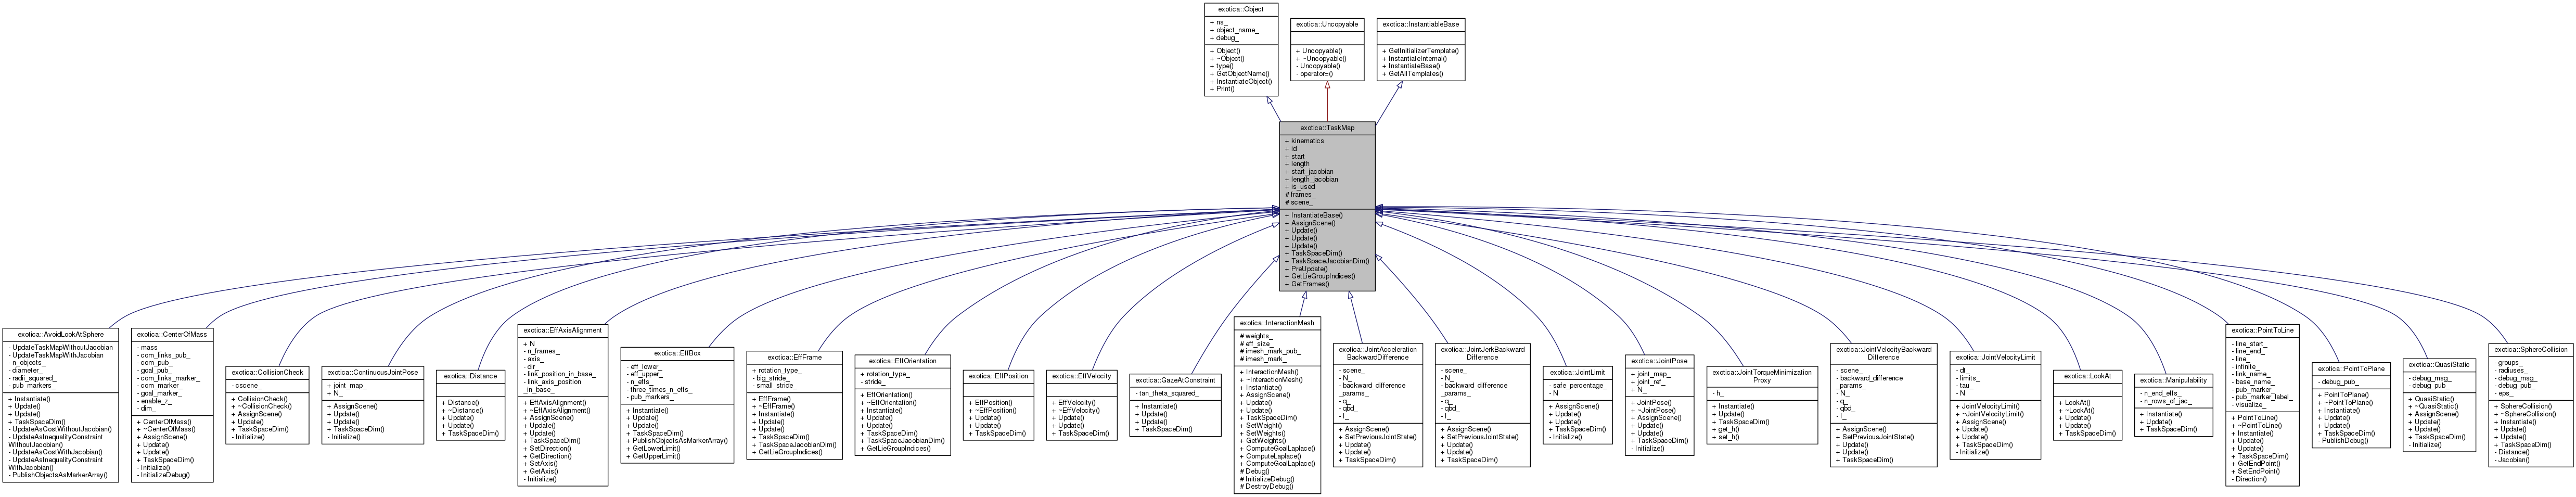 exotica::Object
+ ns_
+ object_name_
+ debug_
+ Object()
+ ~Object()
+ type()
+ GetObjectName()
+ InstantiateObject()
+ Print()
exotica::Uncopyable
+ Uncopyable()
+ ~Uncopyable()
- Uncopyable()
- operator=()
exotica::InstantiableBase
+ GetInitializerTemplate()
+ InstantiateInternal()
+ InstantiateBase()
+ GetAllTemplates()
exotica::TaskMap
+ kinematics
+ id
+ start
+ length
+ start_jacobian
+ length_jacobian
+ is_used
# frames_
# scene_
+ InstantiateBase()
+ AssignScene()
+ Update()
+ Update()
+ Update()
+ TaskSpaceDim()
+ TaskSpaceJacobianDim()
+ PreUpdate()
+ GetLieGroupIndices()
+ GetFrames()
exotica::AvoidLookAtSphere
- UpdateTaskMapWithoutJacobian
- UpdateTaskMapWithJacobian
- n_objects_
- diameter_
- radii_squared_
- pub_markers_
+ Instantiate()
+ Update()
+ Update()
+ TaskSpaceDim()
- UpdateAsCostWithoutJacobian()
- UpdateAsInequalityConstraint
WithoutJacobian()
- UpdateAsCostWithJacobian()
- UpdateAsInequalityConstraint
WithJacobian()
- PublishObjectsAsMarkerArray()
exotica::CenterOfMass
- mass_
- com_links_pub_
- com_pub_
- goal_pub_
- com_links_marker_
- com_marker_
- goal_marker_
- enable_z_
- dim_
+ CenterOfMass()
+ ~CenterOfMass()
+ AssignScene()
+ Update()
+ Update()
+ TaskSpaceDim()
- Initialize()
- InitializeDebug()
exotica::CollisionCheck
- cscene_
+ CollisionCheck()
+ ~CollisionCheck()
+ AssignScene()
+ Update()
+ TaskSpaceDim()
- Initialize()
exotica::ContinuousJointPose
+ joint_map_
+ N_
+ AssignScene()
+ Update()
+ Update()
+ TaskSpaceDim()
- Initialize()
exotica::Distance
+ Distance()
+ ~Distance()
+ Update()
+ Update()
+ TaskSpaceDim()
exotica::EffAxisAlignment
+ N
- n_frames_
- axis_
- dir_
- link_position_in_base_
- link_axis_position
_in_base_
+ EffAxisAlignment()
+ ~EffAxisAlignment()
+ AssignScene()
+ Update()
+ Update()
+ TaskSpaceDim()
+ SetDirection()
+ GetDirection()
+ SetAxis()
+ GetAxis()
- Initialize()
exotica::EffBox
- eff_lower_
- eff_upper_
- n_effs_
- three_times_n_effs_
- pub_markers_
+ Instantiate()
+ Update()
+ Update()
+ TaskSpaceDim()
+ PublishObjectsAsMarkerArray()
+ GetLowerLimit()
+ GetUpperLimit()
exotica::EffFrame
+ rotation_type_
- big_stride_
- small_stride_
+ EffFrame()
+ ~EffFrame()
+ Instantiate()
+ Update()
+ Update()
+ TaskSpaceDim()
+ TaskSpaceJacobianDim()
+ GetLieGroupIndices()
exotica::EffOrientation
+ rotation_type_
- stride_
+ EffOrientation()
+ ~EffOrientation()
+ Instantiate()
+ Update()
+ Update()
+ TaskSpaceDim()
+ TaskSpaceJacobianDim()
+ GetLieGroupIndices()
exotica::EffPosition
+ EffPosition()
+ ~EffPosition()
+ Update()
+ Update()
+ TaskSpaceDim()
exotica::EffVelocity
+ EffVelocity()
+ ~EffVelocity()
+ Update()
+ Update()
+ TaskSpaceDim()
exotica::GazeAtConstraint
- tan_theta_squared_
+ Instantiate()
+ Update()
+ Update()
+ TaskSpaceDim()
exotica::InteractionMesh
# weights_
# eff_size_
# imesh_mark_pub_
# imesh_mark_
+ InteractionMesh()
+ ~InteractionMesh()
+ Instantiate()
+ AssignScene()
+ Update()
+ Update()
+ TaskSpaceDim()
+ SetWeight()
+ SetWeights()
+ GetWeights()
+ ComputeGoalLaplace()
+ ComputeLaplace()
+ ComputeGoalLaplace()
# Debug()
# InitializeDebug()
# DestroyDebug()
exotica::JointAcceleration
BackwardDifference
- scene_
- N_
- backward_difference
_params_
- q_
- qbd_
- I_
+ AssignScene()
+ SetPreviousJointState()
+ Update()
+ Update()
+ TaskSpaceDim()
exotica::JointJerkBackward
Difference
- scene_
- N_
- backward_difference
_params_
- q_
- qbd_
- I_
+ AssignScene()
+ SetPreviousJointState()
+ Update()
+ Update()
+ TaskSpaceDim()
exotica::JointLimit
- safe_percentage_
- N
+ AssignScene()
+ Update()
+ Update()
+ TaskSpaceDim()
- Initialize()
exotica::JointPose
+ joint_map_
+ joint_ref_
+ N_
+ JointPose()
+ ~JointPose()
+ AssignScene()
+ Update()
+ Update()
+ TaskSpaceDim()
- Initialize()
exotica::JointTorqueMinimization
Proxy
- h_
+ Instantiate()
+ Update()
+ Update()
+ TaskSpaceDim()
+ get_h()
+ set_h()
exotica::JointVelocityBackward
Difference
- scene_
- backward_difference
_params_
- N_
- q_
- qbd_
- I_
+ AssignScene()
+ SetPreviousJointState()
+ Update()
+ Update()
+ TaskSpaceDim()
exotica::JointVelocityLimit
- dt_
- limits_
- tau_
- N
+ JointVelocityLimit()
+ ~JointVelocityLimit()
+ AssignScene()
+ Update()
+ Update()
+ TaskSpaceDim()
- Initialize()
exotica::LookAt
+ LookAt()
+ ~LookAt()
+ Update()
+ Update()
+ TaskSpaceDim()
exotica::Manipulability
- n_end_effs_
- n_rows_of_jac_
+ Instantiate()
+ Update()
+ TaskSpaceDim()
exotica::PointToLine
- line_start_
- line_end_
- line_
- infinite_
- link_name_
- base_name_
- pub_marker_
- pub_marker_label_
- visualize_
+ PointToLine()
+ ~PointToLine()
+ Instantiate()
+ Update()
+ Update()
+ TaskSpaceDim()
+ GetEndPoint()
+ SetEndPoint()
- Direction()
exotica::PointToPlane
- debug_pub_
+ PointToPlane()
+ ~PointToPlane()
+ Instantiate()
+ Update()
+ Update()
+ TaskSpaceDim()
- PublishDebug()
exotica::QuasiStatic
- debug_msg_
- debug_pub_
+ QuasiStatic()
+ ~QuasiStatic()
+ AssignScene()
+ Update()
+ Update()
+ TaskSpaceDim()
- Initialize()
exotica::SphereCollision
- groups_
- radiuses_
- debug_msg_
- debug_pub_
- eps_
+ SphereCollision()
+ ~SphereCollision()
+ Instantiate()
+ Update()
+ Update()
+ TaskSpaceDim()
- Distance()
- Jacobian()